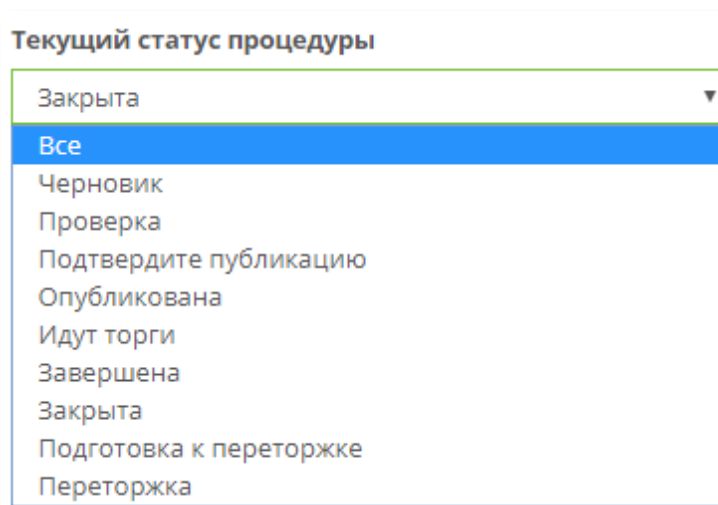 Текущий статус процедуры
Закрыта
Все
Черновик
Проверка
Подтвердите публикацию
Опубликована
Идут торги
Завершена
Закрыта
Подготовка к переторжке
Переторжка